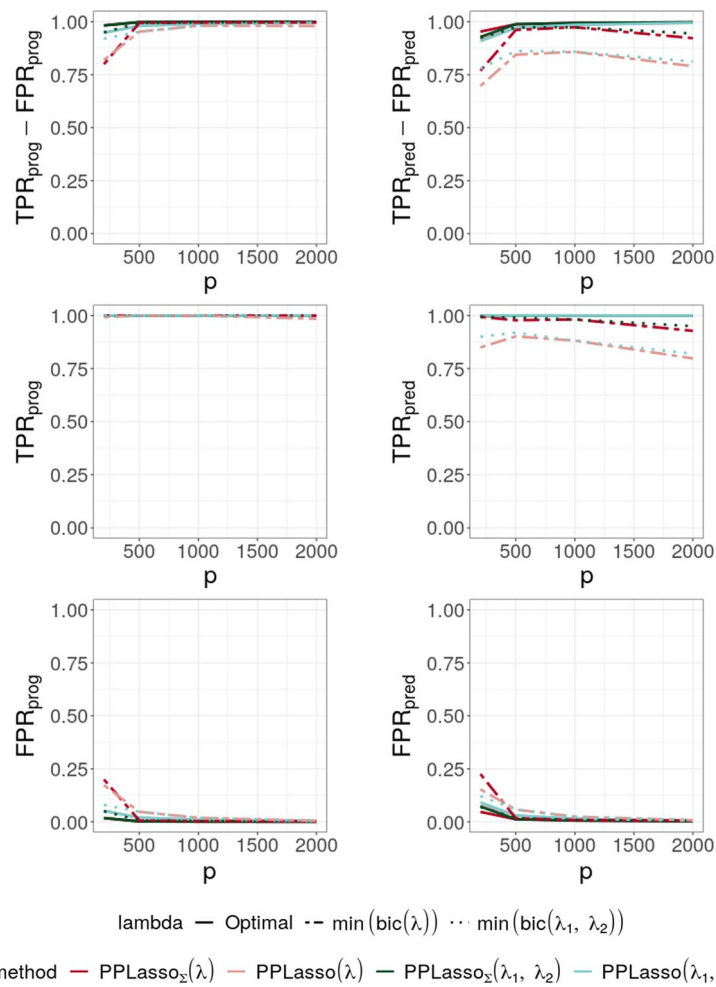 TPRprog − FPRprog
1.00
0.75
0.50
0.25
0.00
500 1000 1500 2000
p
TPRpred − FPRpred
1.00
0.75
0.50
0.25
0.00
500 1000 1500 2000
p
TPRprog
1.00
0.75
0.50
0.25
0.00
500 1000 1500 2000
p
TPRpred
1.00
0.75
0.50
0.25
0.00
500 1000 1500 2000
p
FPRprog
1.00
0.75
0.50
0.25
0.00
500 1000 1500 2000
p
FPRpred
1.00
0.75
0.50
0.25
0.00
500 1000 1500 2000
p
lambda Optimal min(bic(λ)) min(bic(λ1, λ2))
method PPLassoΣ(λ) PPLasso(λ) PPLassoΣ(λ1, λ2) PPLasso(λ1,